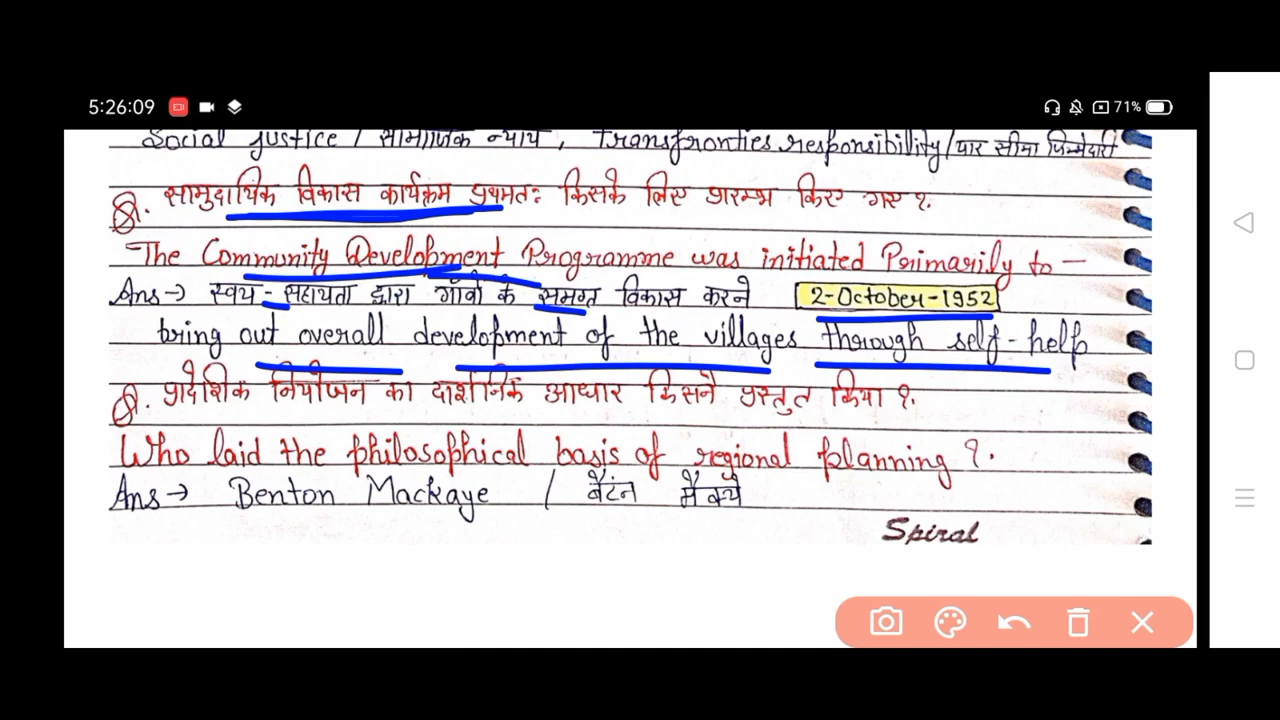 5:26:09 71%
Social justice / सामाजिक न्याय, Transfronties responsibility/पार सीमा जिम्मेदारी
Q. सामुदायिक विकास कार्यक्रम प्रथमतः किसके लिए प्रारम्भ किए गए ?.
The Community Development Programme was initiated Primarily to —
Ans → स्वयं - सहायता द्वारा गाँवों के समग्र विकास करने 2-October-1952
bring out overall development of the villages through self-help
Q. प्रादेशिक नियोजन का दार्शनिक आधार किसने प्रस्तुत किया ?.
Who laid the philosophical basis of regional planning ?.
Ans → Benton Mackaye / बैटंन मैक्ये
Spiral